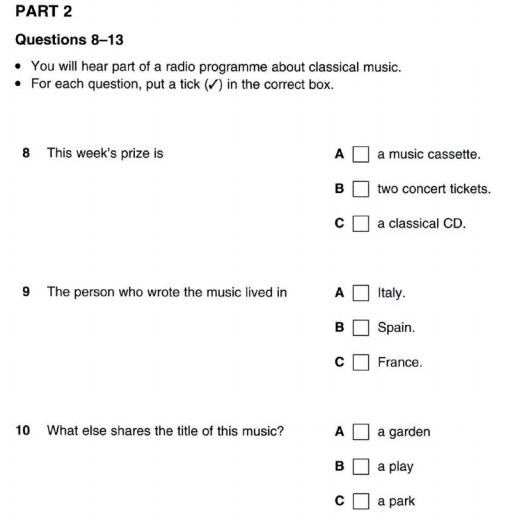 PART 2
Questions 8–13
• You will hear part of a radio programme about classical music.
• For each question, put a tick (✓) in the correct box.
8 This week's prize is A a music cassette.
B two concert tickets.
C a classical CD.
9 The person who wrote the music lived in A Italy.
B Spain.
C France.
10 What else shares the title of this music? A a garden
B a play
C a park